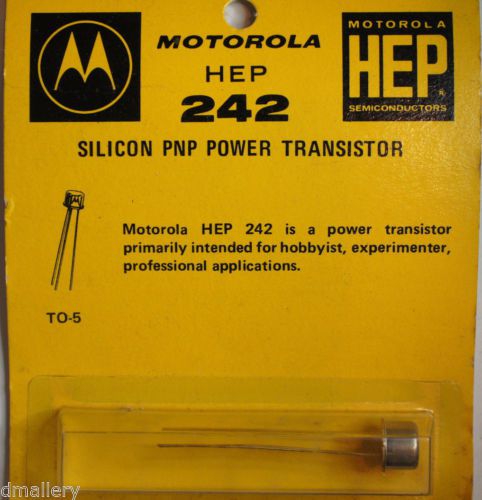 MOTOROLA
HEP
242
MOTOROLA
HEP
SEMICONDUCTORS
SILICON PNP POWER TRANSISTOR
Motorola HEP 242 is a power transistor
primarily intended for hobbyist, experimenter,
professional applications.
TO-5
dmallery